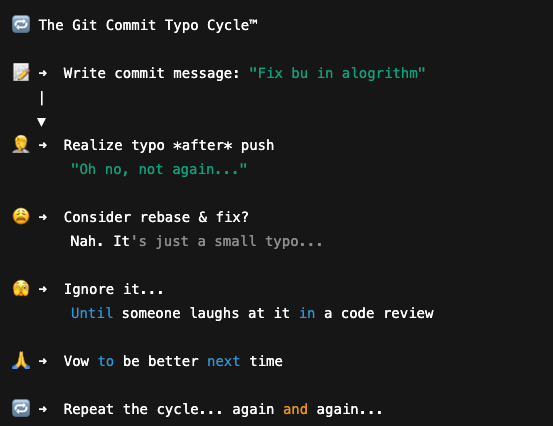 🔁 The Git Commit Typo Cycle™
📝 → Write commit message: "Fix bu in alogrithm"
|
▼
🤦 → Realize typo *after* push
"Oh no, not again..."
😩 → Consider rebase & fix?
Nah. It's just a small typo...
🫣 → Ignore it...
Until someone laughs at it in a code review
🙏 → Vow to be better next time
🔁 → Repeat the cycle... again and again...